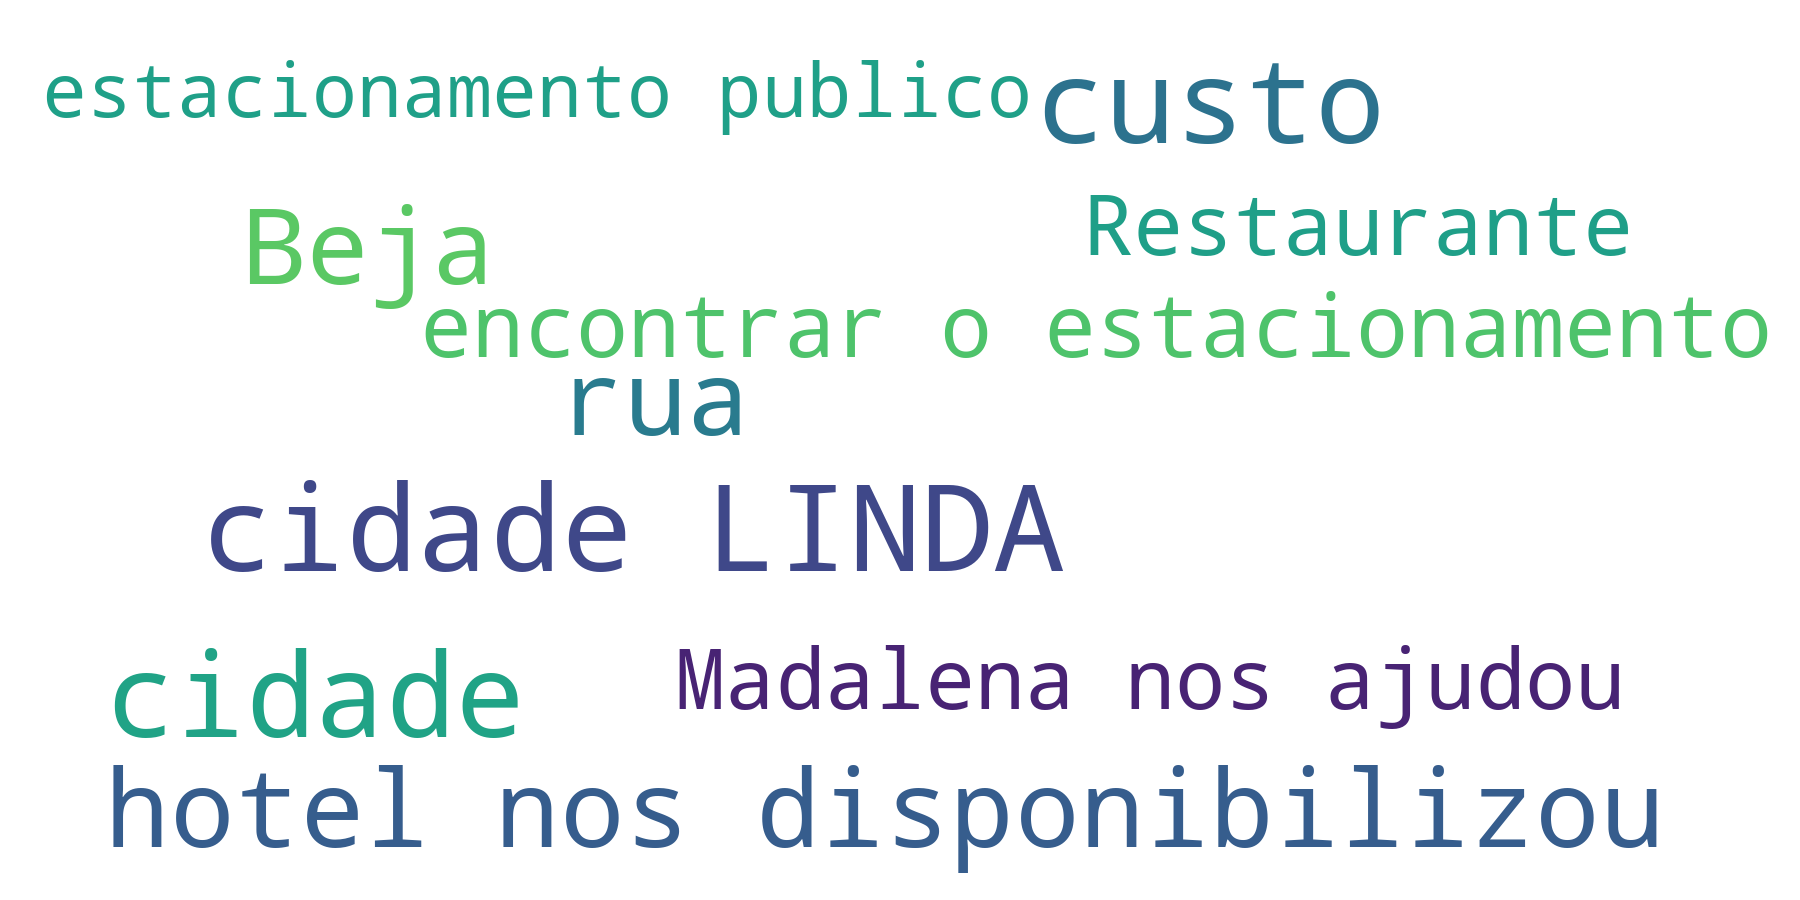 estacionamento publico
custo
Beja
Restaurante
encontrar o estacionamento
rua
cidade LINDA
cidade
Madalena nos ajudou
hotel nos disponibilizou